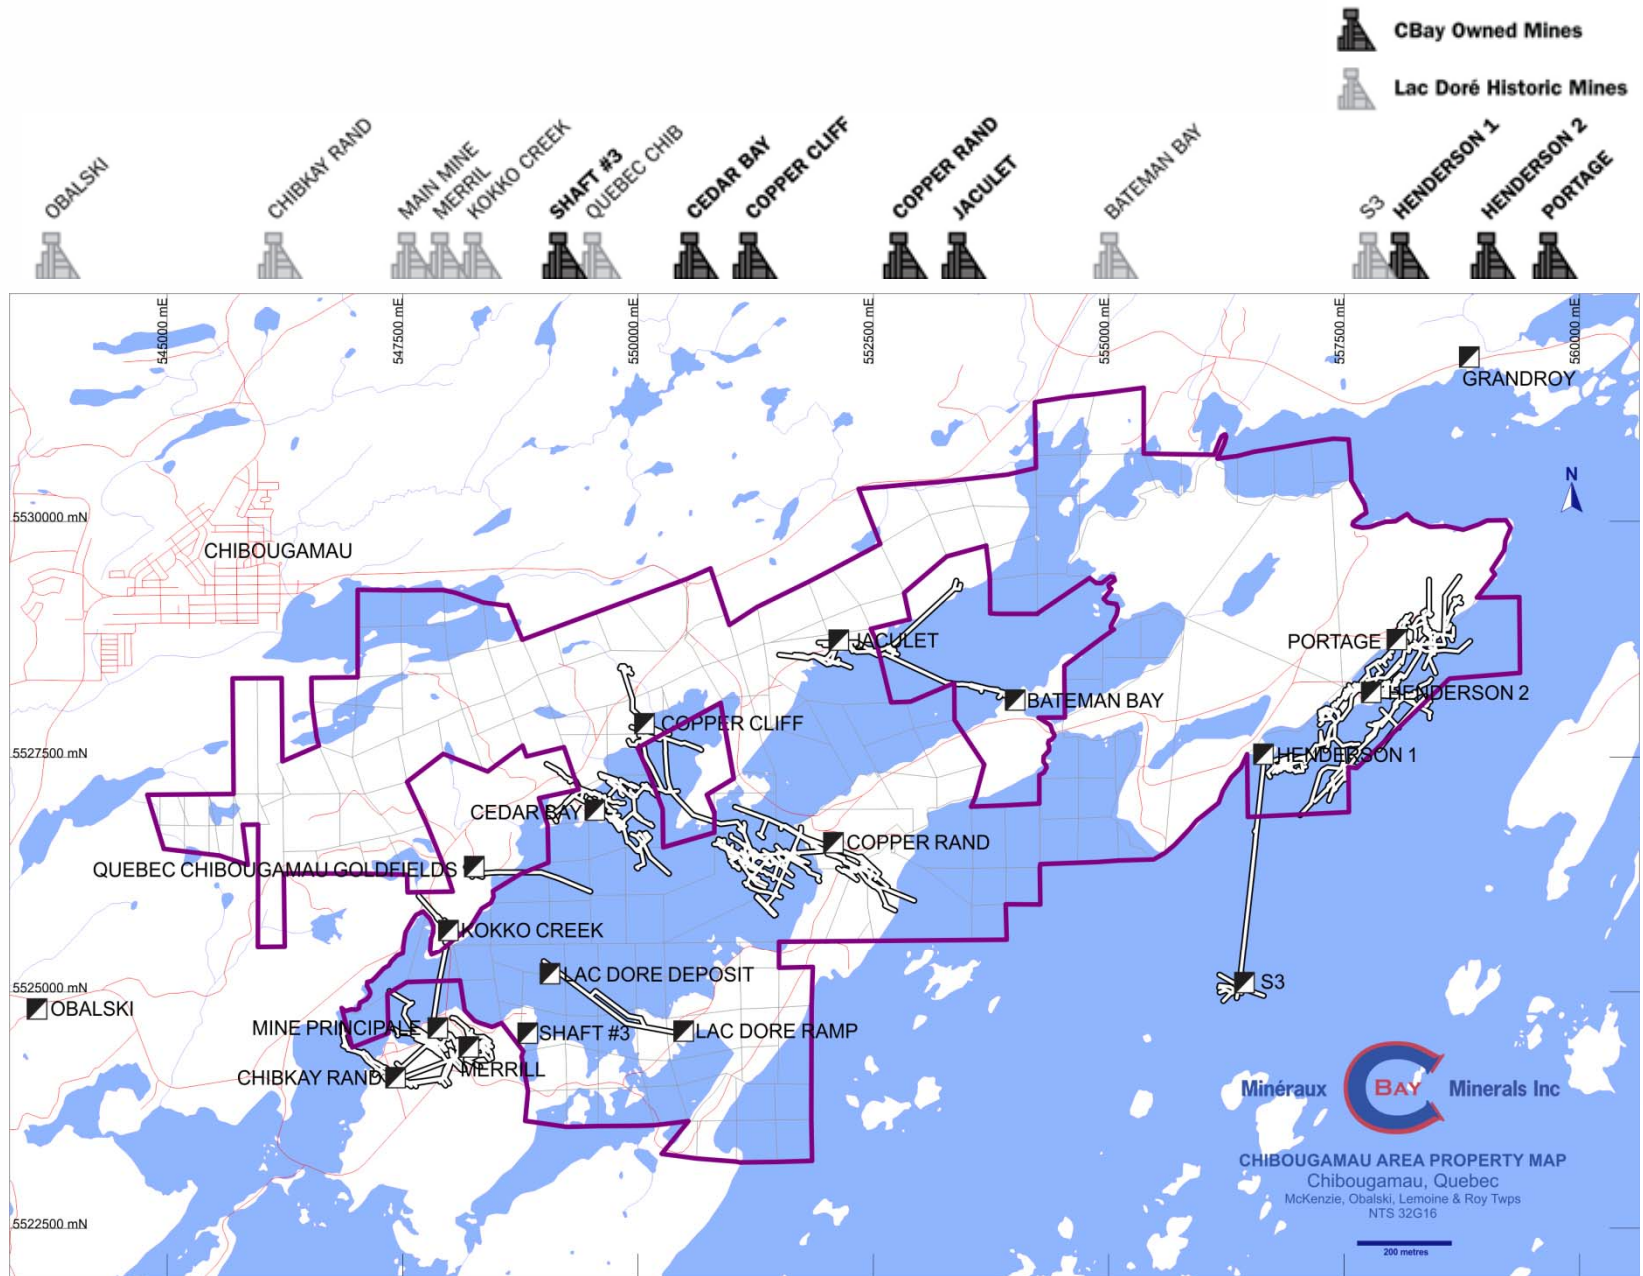 CBay Owned Mines
Lac Doré Historic Mines
OBALSKI
CHIBKAY RAND
MAIN MINE
MERRIL
KOKKO CREEK
SHAFT #3
QUEBEC CHIB
CEDAR BAY
COPPER CLIFF
COPPER RAND
JACULET
BATEMAN BAY
S3
HENDERSON 1
HENDERSON 2
PORTAGE
545000 mE
547500 mE
550000 mE
552500 mE
555000 mE
557500 mE
560000 mE
GRANDROY
N
5530000 mN
CHIBOUGAMAU
JACULET
PORTAGE
HENDERSON 2
BATEMAN BAY
COPPER CLIFF
5527500 mN
HENDERSON 1
CEDAR BAY
COPPER RAND
QUEBEC CHIBOUGAMAU GOLDFIELDS
KOKKO CREEK
LAC DORE DEPOSIT
S3
5525000 mN
OBALSKI
MINE PRINCIPALE
SHAFT #3
LAC DORE RAMP
MERRILL
CHIBKAY RAND
Minéraux CBAY Minerals Inc
CHIBOUGAMAU AREA PROPERTY MAP
Chibougamau, Quebec
McKenzie, Obalski, Lemoine & Roy Twps
NTS 32G16
5522500 mN
200 metres